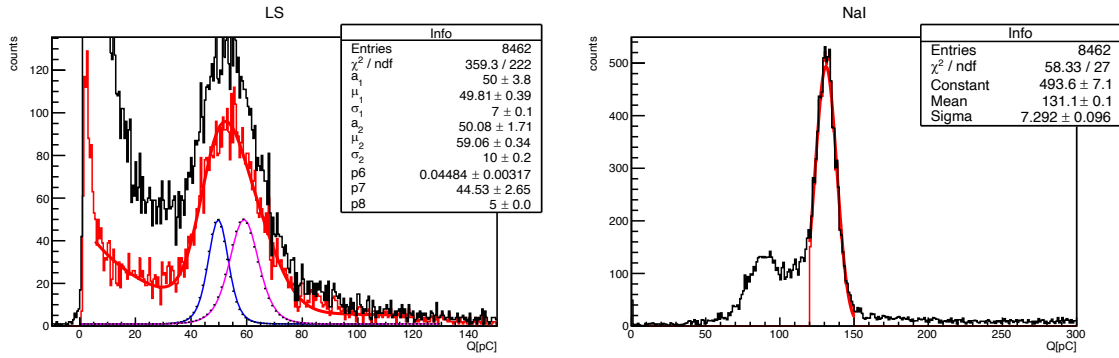 LS
counts
Info
Entries 8462
χ² / ndf 359.3 / 222
a₁ 50 ± 3.8
μ₁ 49.81 ± 0.39
σ₁ 7 ± 0.1
a₂ 50.08 ± 1.71
μ₂ 59.06 ± 0.34
σ₂ 10 ± 0.2
p6 0.04484 ± 0.00317
p7 44.53 ± 2.65
p8 5 ± 0.0
120
100
80
60
40
20
0
0 20 40 60 80 100 120 140
Q[pC]
NaI
counts
Info
Entries 8462
χ² / ndf 58.33 / 27
Constant 493.6 ± 7.1
Mean 131.1 ± 0.1
Sigma 7.292 ± 0.096
500
400
300
200
100
0
0 50 100 150 200 250 300
Q[pC]